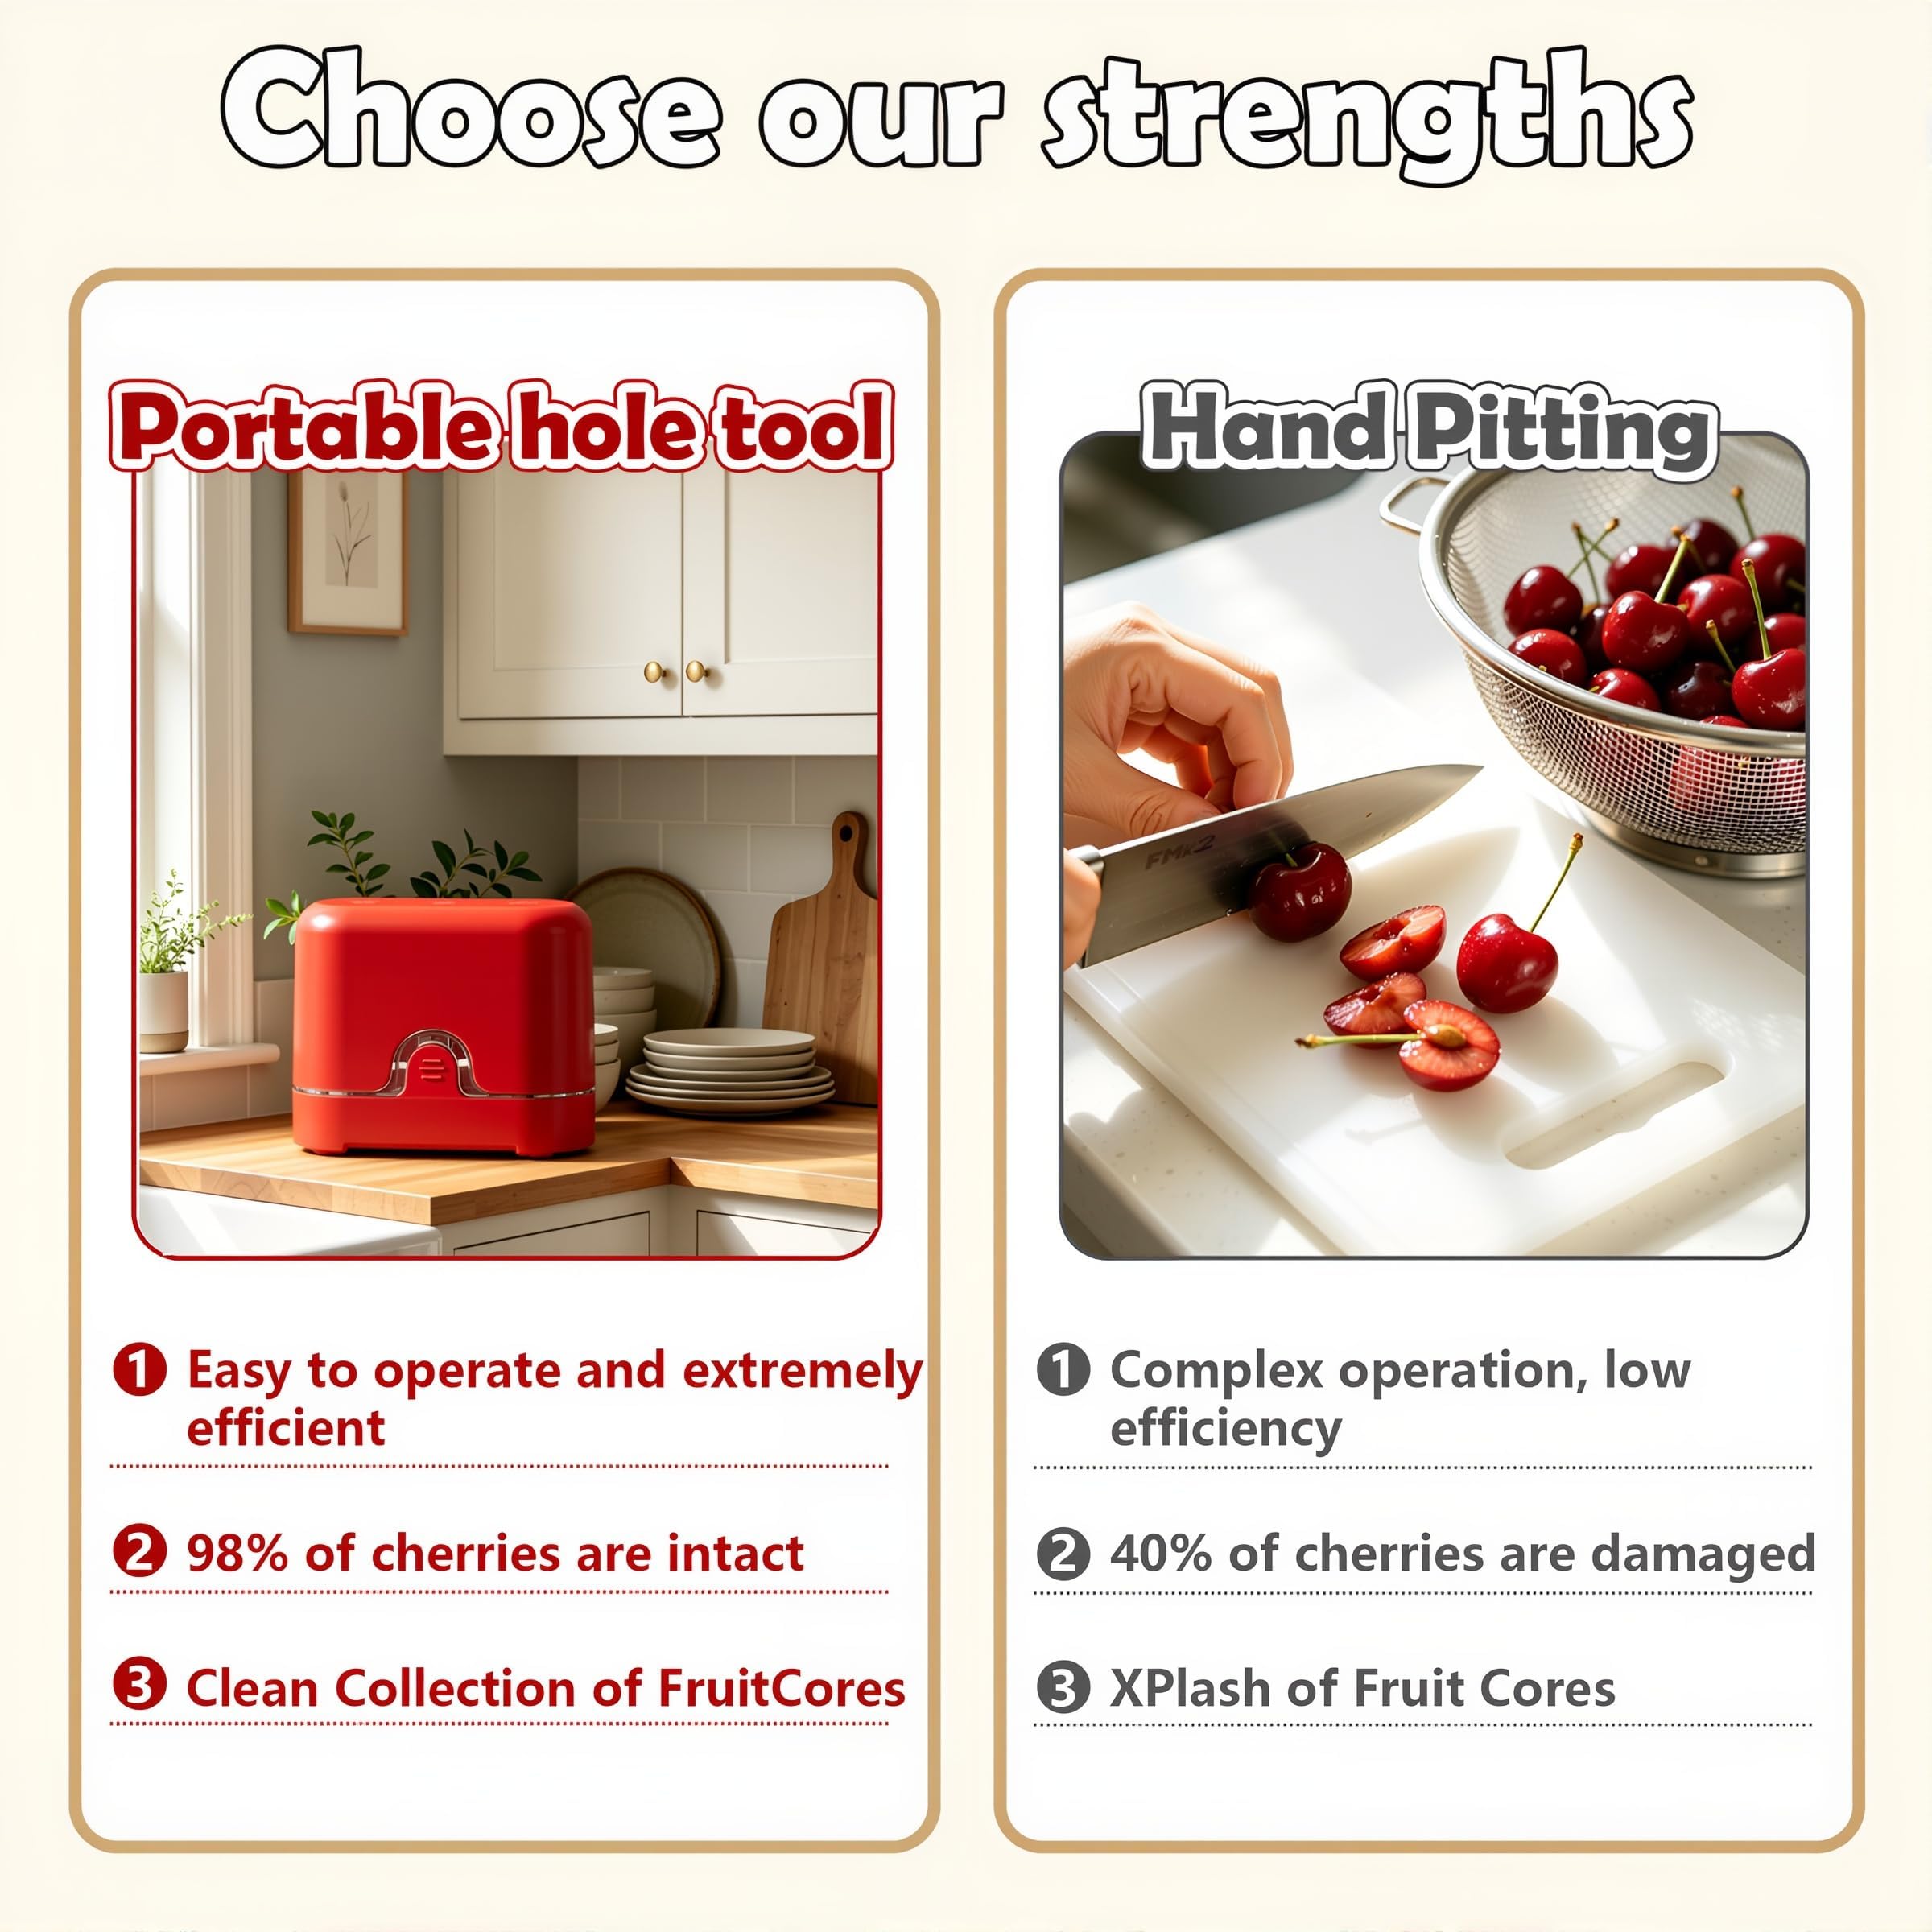 Choose our strengths
Portable hole tool
1 Easy to operate and extremely
efficient
2 98% of cherries are intact
3 Clean Collection of FruitCores
Hand Pitting
1 Complex operation, low
efficiency
2 40% of cherries are damaged
3 XPlash of Fruit Cores